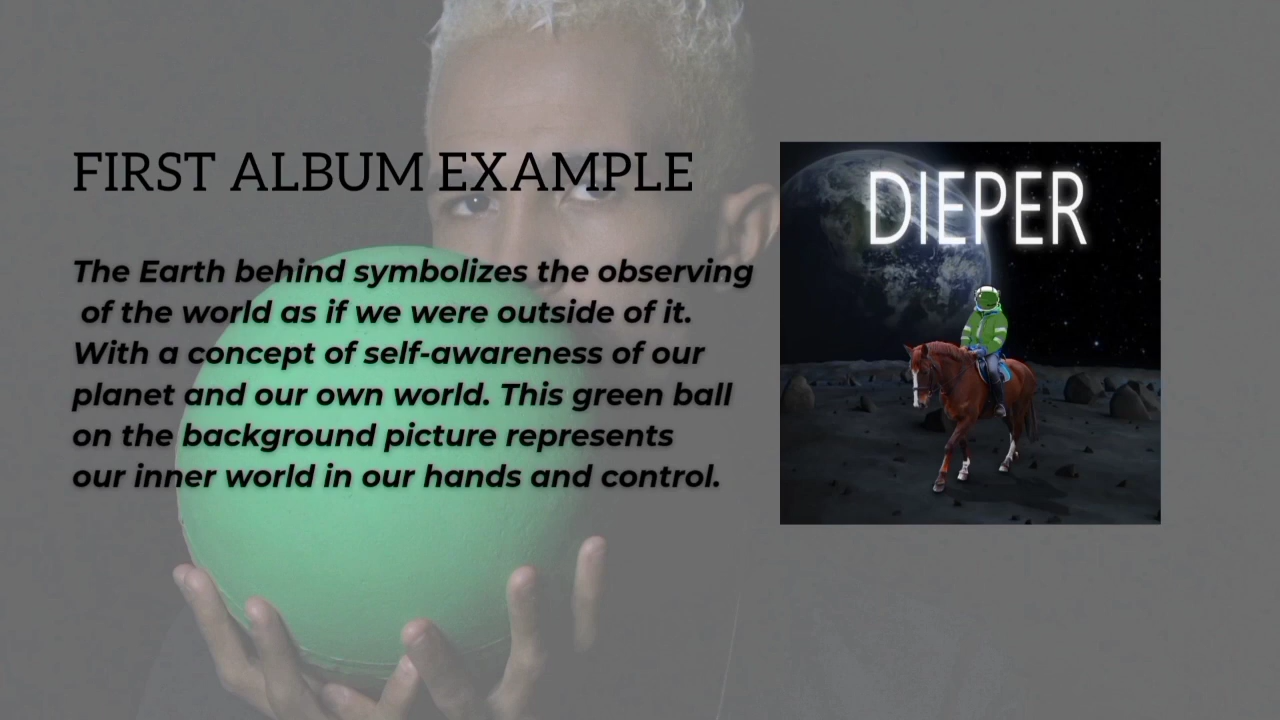 FIRST ALBUM EXAMPLE
The Earth behind symbolizes the observing
of the world as if we were outside of it.
With a concept of self-awareness of our
planet and our own world. This green ball
on the background picture represents
our inner world in our hands and control.
DIEPER